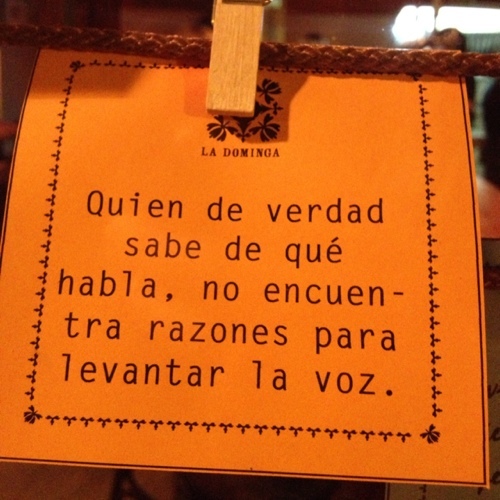 LA DOMINGA
Quien de verdad
sabe de qué
habla, no encuen-
tra razones para
levantar la voz.